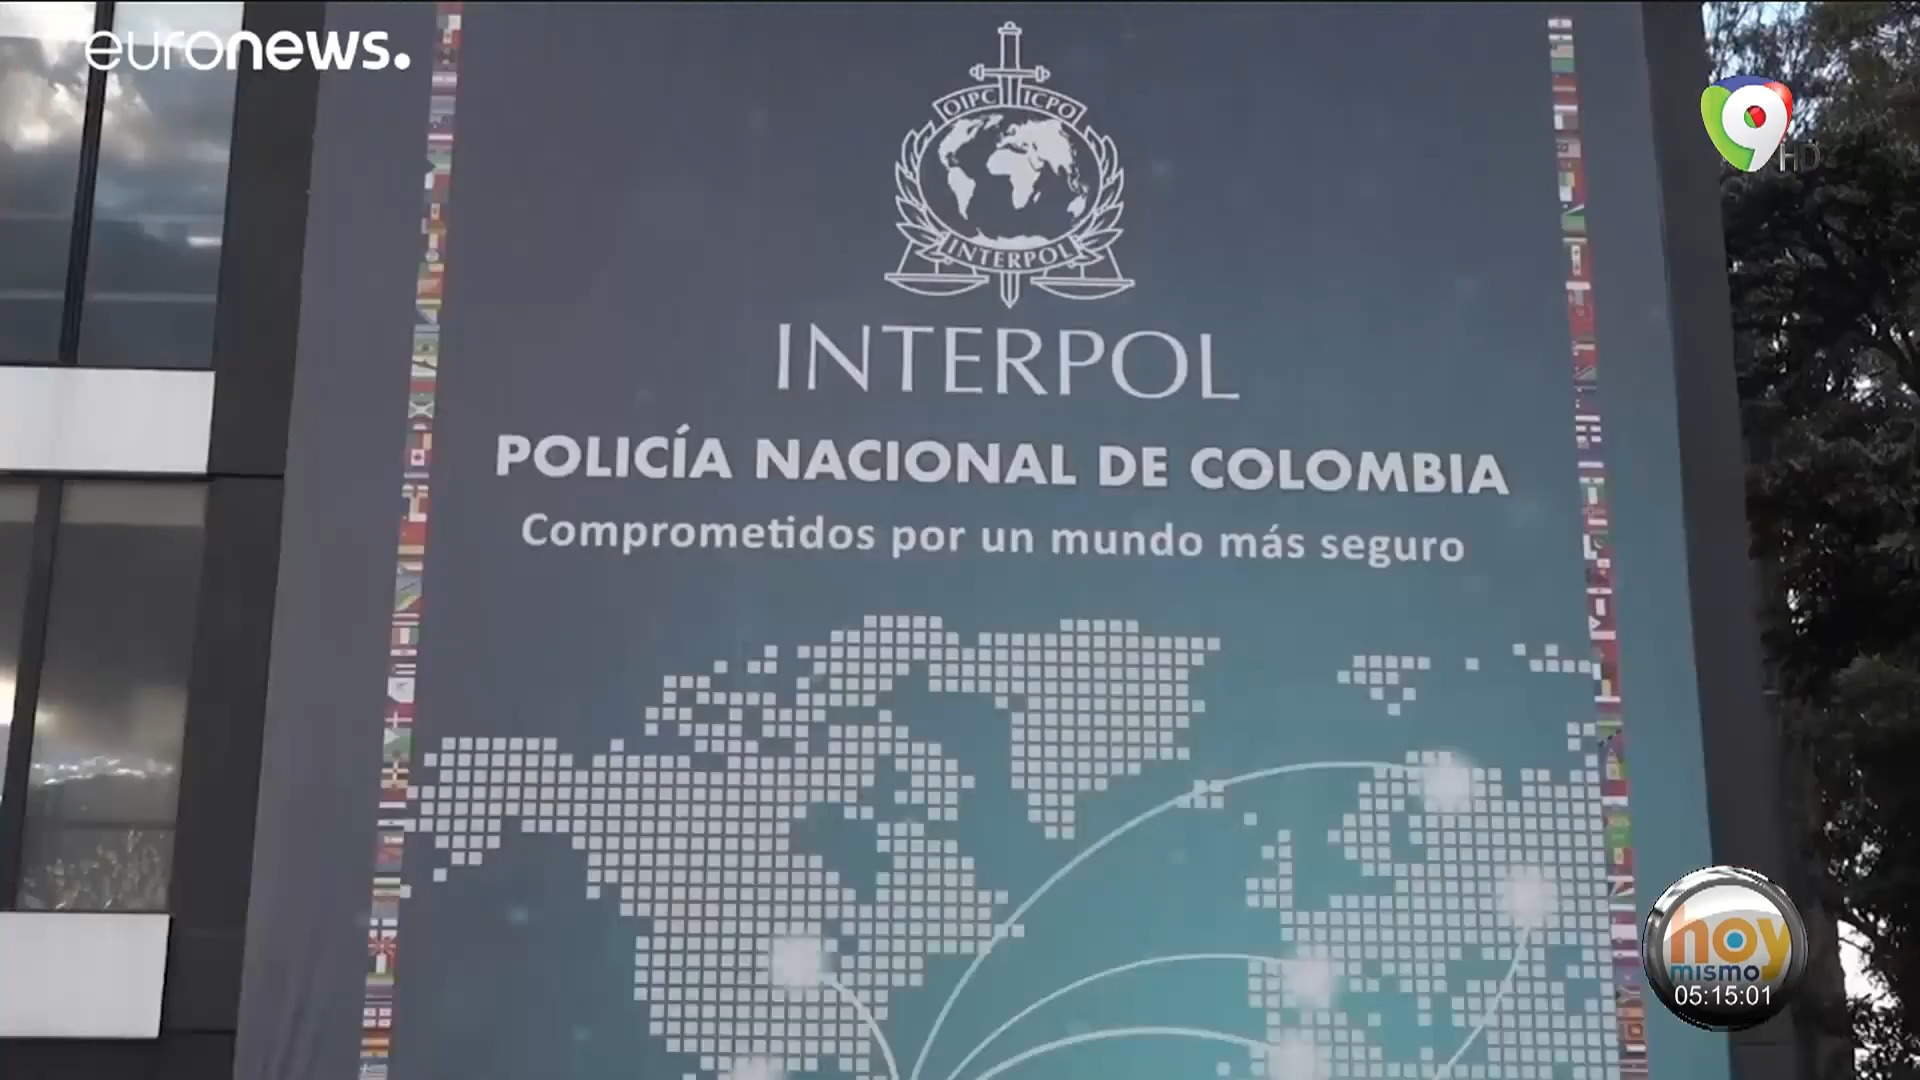 euronews.
9
HD
OIPC ICPO
INTERPOL
INTERPOL
POLICÍA NACIONAL DE COLOMBIA
Comprometidos por un mundo más seguro
hoy
mismo
05:15:01